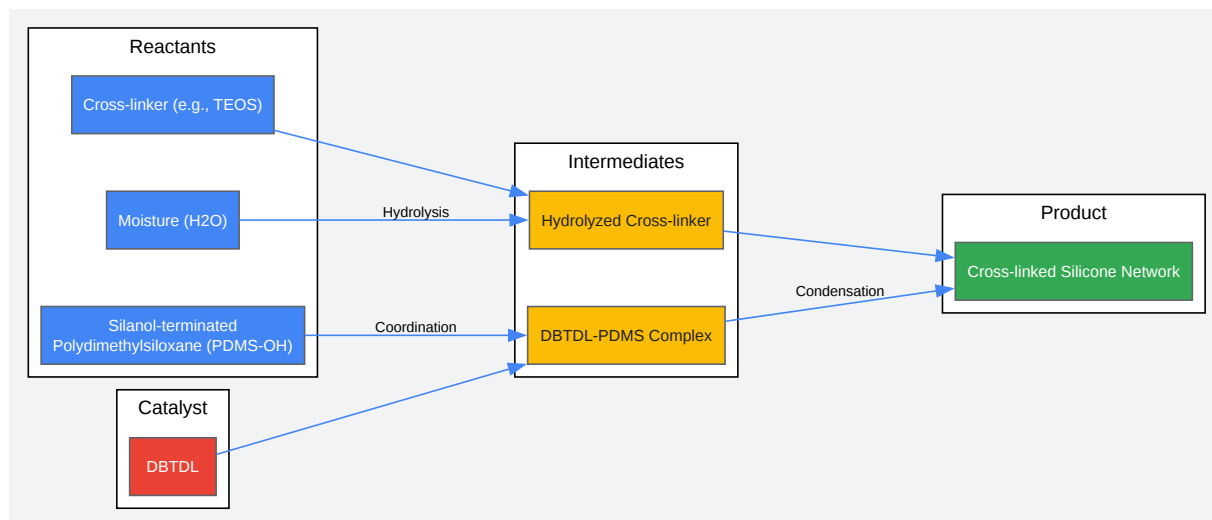 Reactants
Cross-linker (e.g., TEOS)
Moisture (H2O)
Silanol-terminated
Polydimethylsiloxane (PDMS-OH)
Catalyst
DBTDL
Hydrolysis
Coordination
Intermediates
Hydrolyzed Cross-linker
DBTDL-PDMS Complex
Condensation
Product
Cross-linked Silicone Network